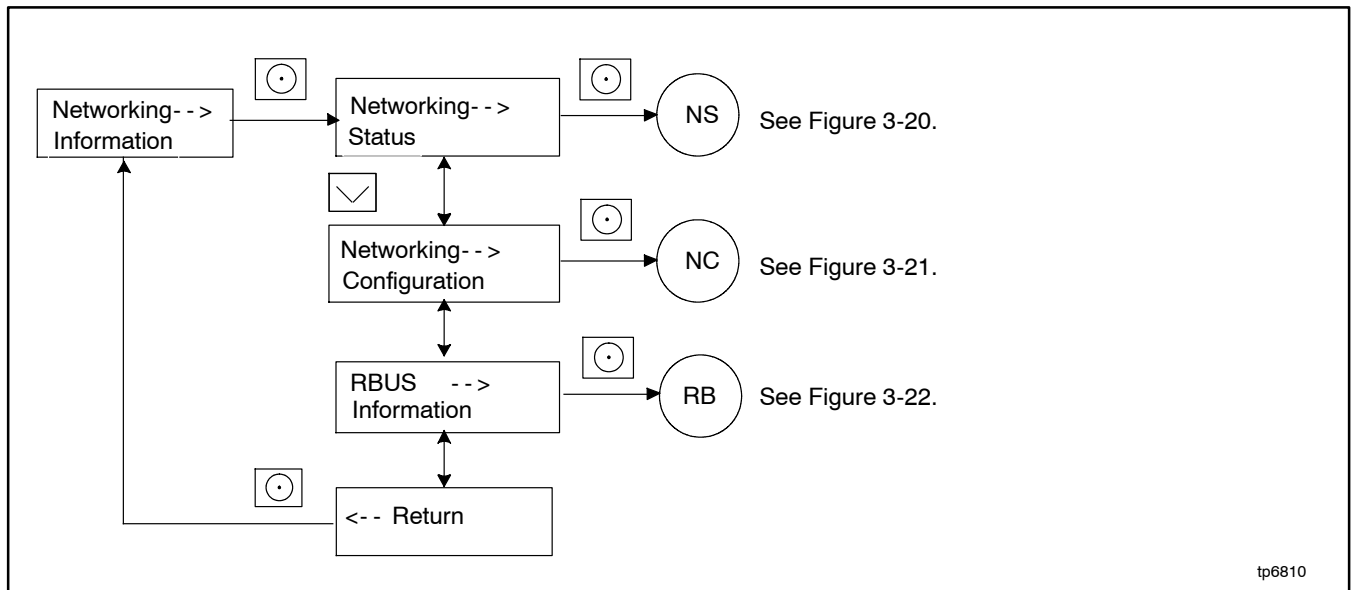 Networking- - >
Information
Networking- - >
Status
NS
See Figure 3-20.
Networking- - >
Configuration
NC
See Figure 3-21.
RBUS - - >
Information
RB
See Figure 3-22.
<- - Return
tp6810